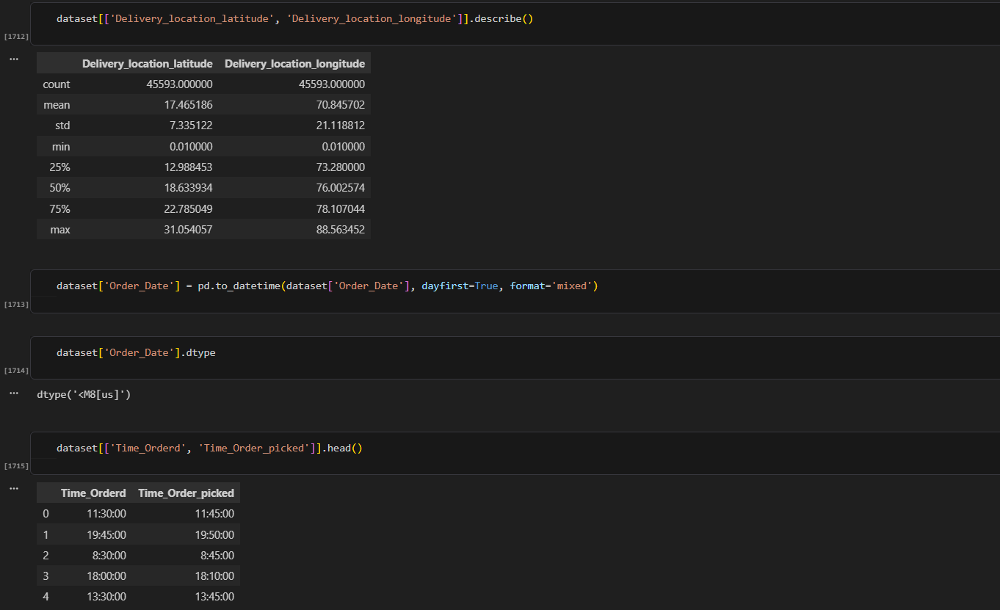 dataset[['Delivery_location_latitude', 'Delivery_location_longitude']].describe()
[1712]
...
Delivery_location_latitude Delivery_location_longitude
count 45593.000000 45593.000000
mean 17.465186 70.845702
std 7.335122 21.118812
min 0.010000 0.010000
25% 12.988453 73.280000
50% 18.633934 76.002574
75% 22.785049 78.107044
max 31.054057 88.563452
dataset['Order_Date'] = pd.to_datetime(dataset['Order_Date'], dayfirst=True, format='mixed')
[1713]
dataset['Order_Date'].dtype
[1714]
...
dtype('<M8[us]')
dataset[['Time_Orderd', 'Time_Order_picked']].head()
[1715]
...
Time_Orderd Time_Order_picked
0 11:30:00 11:45:00
1 19:45:00 19:50:00
2 8:30:00 8:45:00
3 18:00:00 18:10:00
4 13:30:00 13:45:00